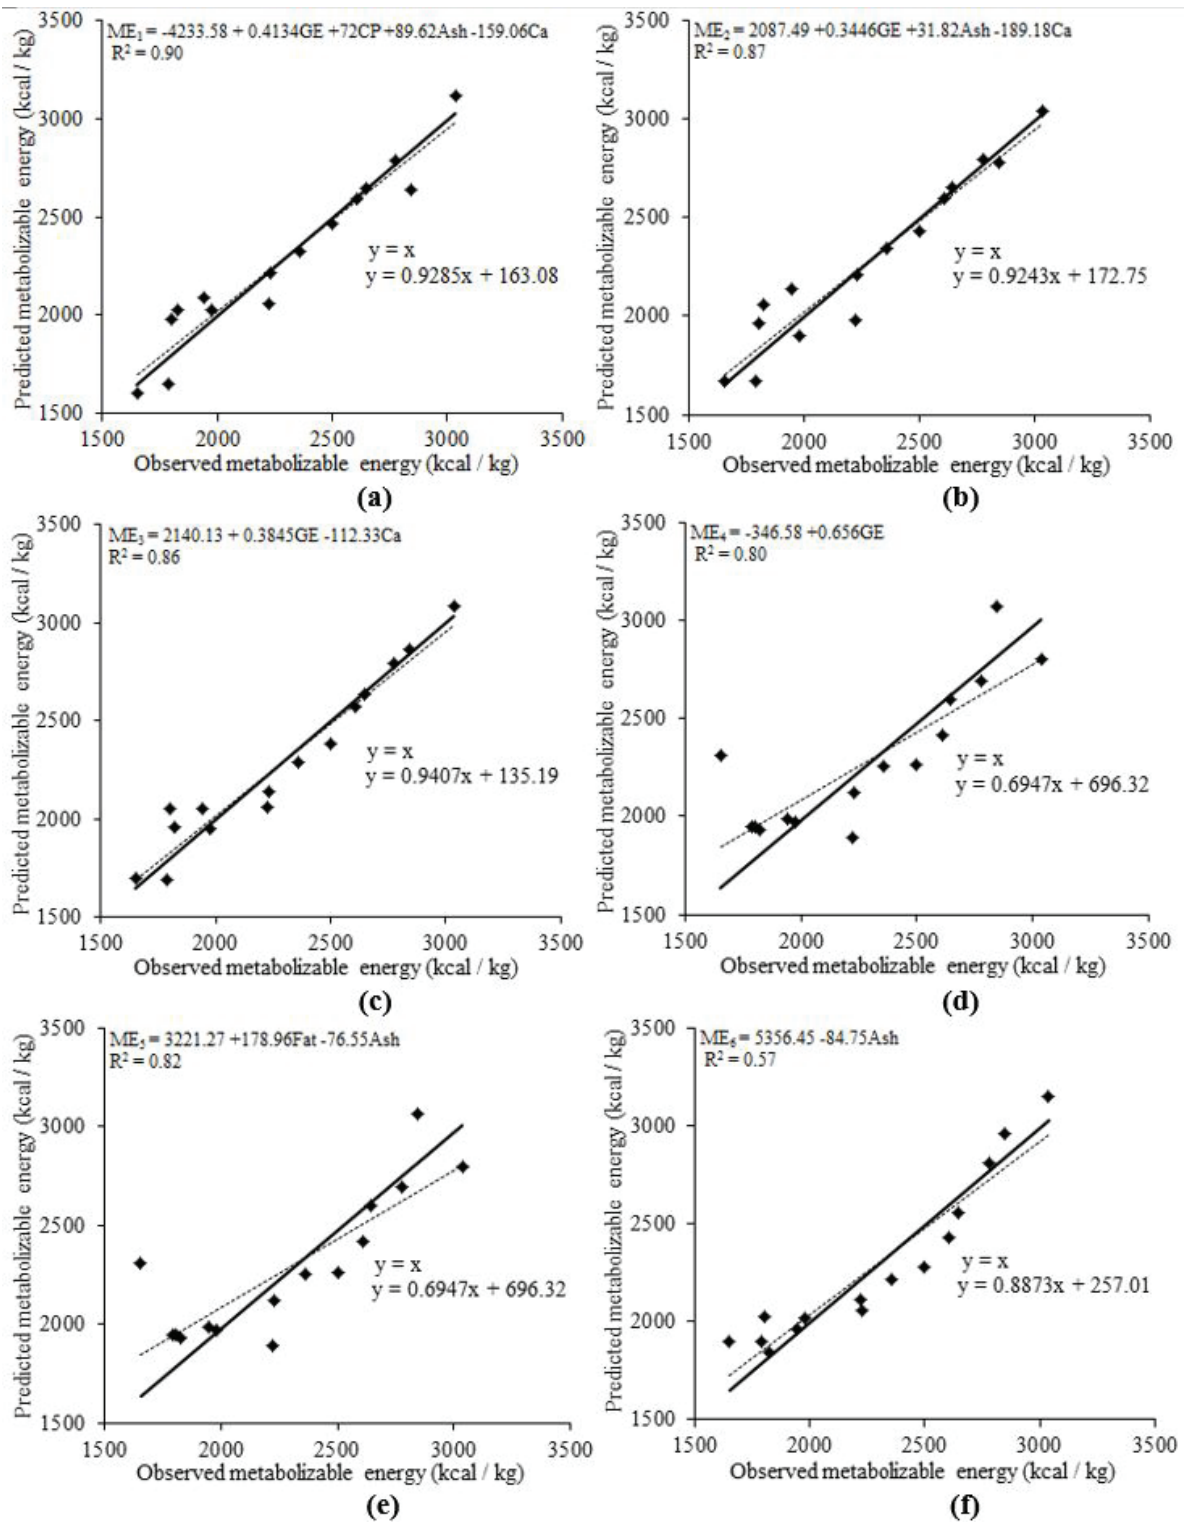 ME₁ = -4233.58 + 0.4134GE +72CP +89.62Ash -159.06Ca
R² = 0.90
Predicted metabolizable energy (kcal / kg)
3500
3000
2500
2000
1500
y = x
y = 0.9285x + 163.08
1500 2000 2500 3000 3500
Observed metabolizable energy (kcal / kg)
(a)
ME₂ = 2087.49 +0.3446GE +31.82Ash -189.18Ca
R² = 0.87
Predicted metabolizable energy (kcal / kg)
3500
3000
2500
2000
1500
y = x
y = 0.9243x + 172.75
1500 2000 2500 3000 3500
Observed metabolizable energy (kcal / kg)
(b)
ME₃ = 2140.13 + 0.3845GE -112.33Ca
R² = 0.86
Predicted metabolizable energy (kcal / kg)
3500
3000
2500
2000
1500
y = x
y = 0.9407x + 135.19
1500 2000 2500 3000 3500
Observed metabolizable energy (kcal / kg)
(c)
ME₄ = -346.58 +0.656GE
R² = 0.80
Predicted metabolizable energy (kcal / kg)
3500
3000
2500
2000
1500
y = x
y = 0.6947x + 696.32
1500 2000 2500 3000 3500
Observed metabolizable energy (kcal / kg)
(d)
ME₅ = 3221.27 +178.96Fat -76.55Ash
R² = 0.82
Predicted metabolizable energy (kcal / kg)
3500
3000
2500
2000
1500
y = x
y = 0.6947x + 696.32
1500 2000 2500 3000 3500
Observed metabolizable energy (kcal / kg)
(e)
ME₆ = 5356.45 -84.75Ash
R² = 0.57
Predicted metabolizable energy (kcal / kg)
3500
3000
2500
2000
1500
y = x
y = 0.8873x + 257.01
1500 2000 2500 3000 3500
Observed metabolizable energy (kcal / kg)
(f)